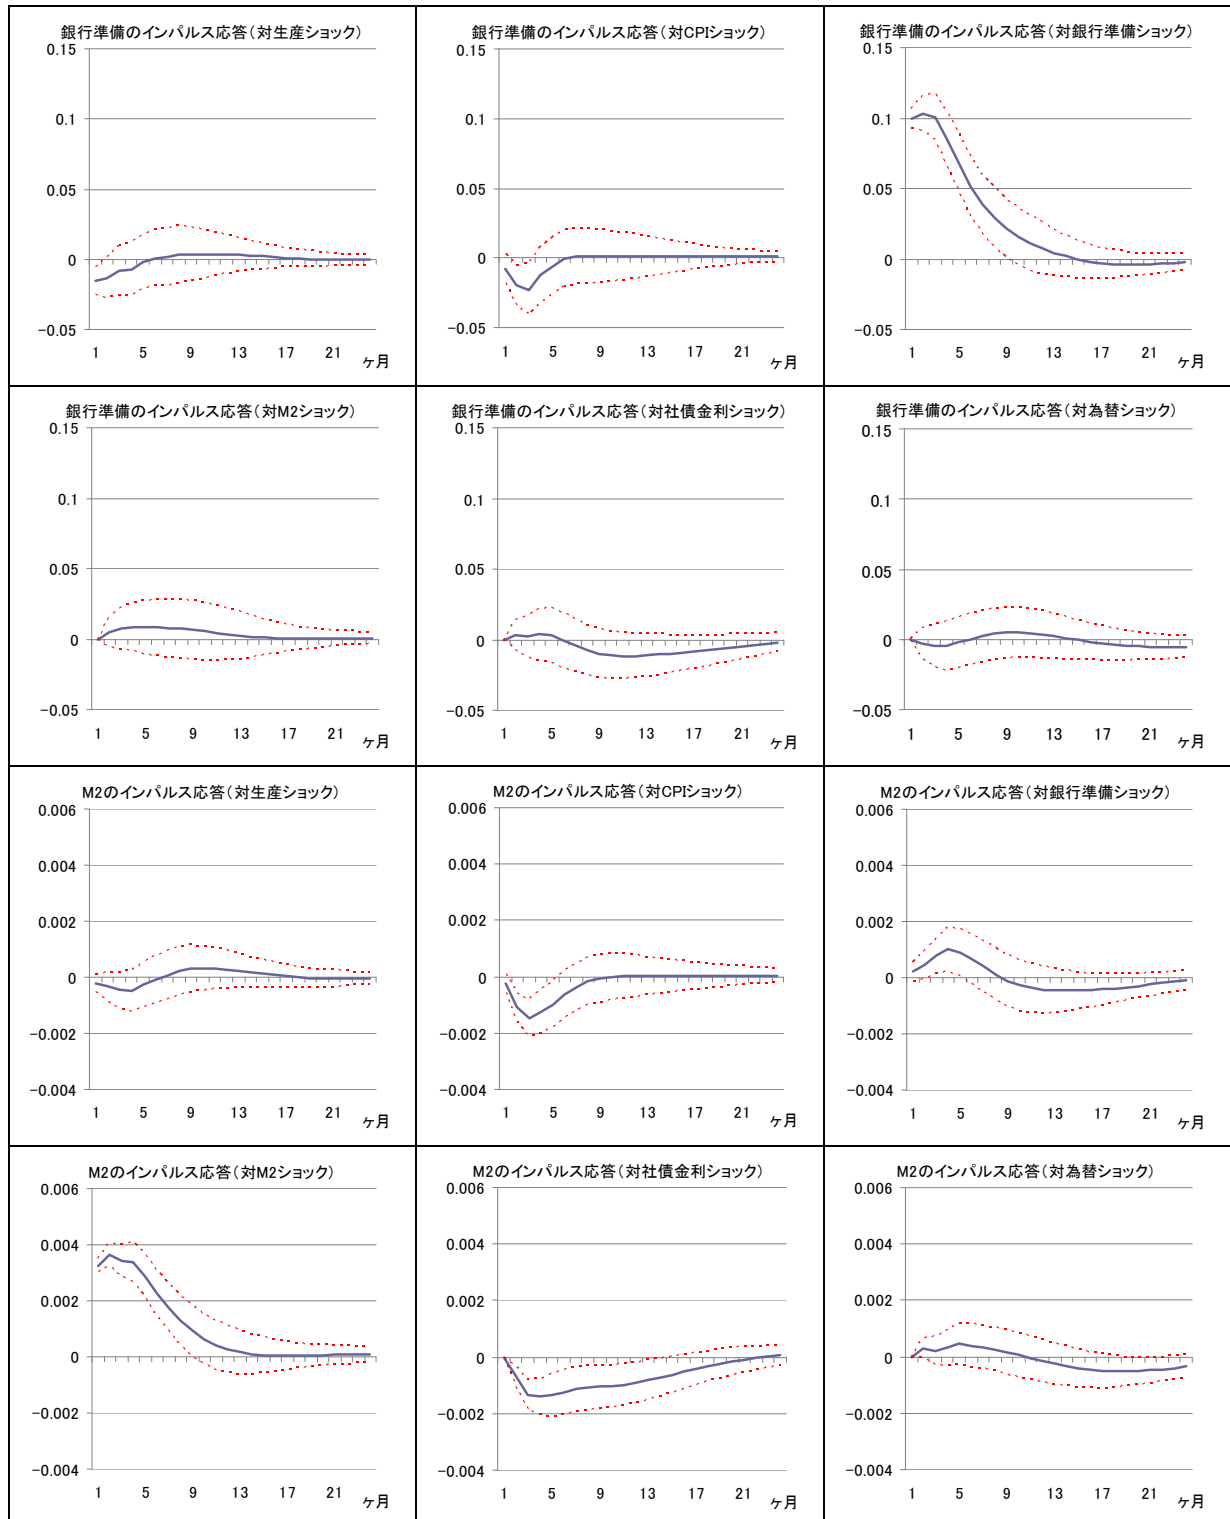 銀行準備のインパルス応答(対生産ショック)
0.15
0.1
0.05
0
-0.05
1 5 9 13 17 21
ヶ月
銀行準備のインパルス応答(対CPIショック)
0.15
0.1
0.05
0
-0.05
1 5 9 13 17 21
ヶ月
銀行準備のインパルス応答(対銀行準備ショック)
0.15
0.1
0.05
0
-0.05
1 5 9 13 17 21
ヶ月
銀行準備のインパルス応答(対M2ショック)
0.15
0.1
0.05
0
-0.05
1 5 9 13 17 21
ヶ月
銀行準備のインパルス応答(対社債金利ショック)
0.15
0.1
0.05
0
-0.05
1 5 9 13 17 21
ヶ月
銀行準備のインパルス応答(対為替ショック)
0.15
0.1
0.05
0
-0.05
1 5 9 13 17 21
ヶ月
M2のインパルス応答(対生産ショック)
0.006
0.004
0.002
0
-0.002
-0.004
1 5 9 13 17 21
ヶ月
M2のインパルス応答(対CPIショック)
0.006
0.004
0.002
0
-0.002
-0.004
1 5 9 13 17 21
ヶ月
M2のインパルス応答(対銀行準備ショック)
0.006
0.004
0.002
0
-0.002
-0.004
1 5 9 13 17 21
ヶ月
M2のインパルス応答(対M2ショック)
0.006
0.004
0.002
0
-0.002
-0.004
1 5 9 13 17 21
ヶ月
M2のインパルス応答(対社債金利ショック)
0.006
0.004
0.002
0
-0.002
-0.004
1 5 9 13 17 21
ヶ月
M2のインパルス応答(対為替ショック)
0.006
0.004
0.002
0
-0.002
-0.004
1 5 9 13 17 21
ヶ月